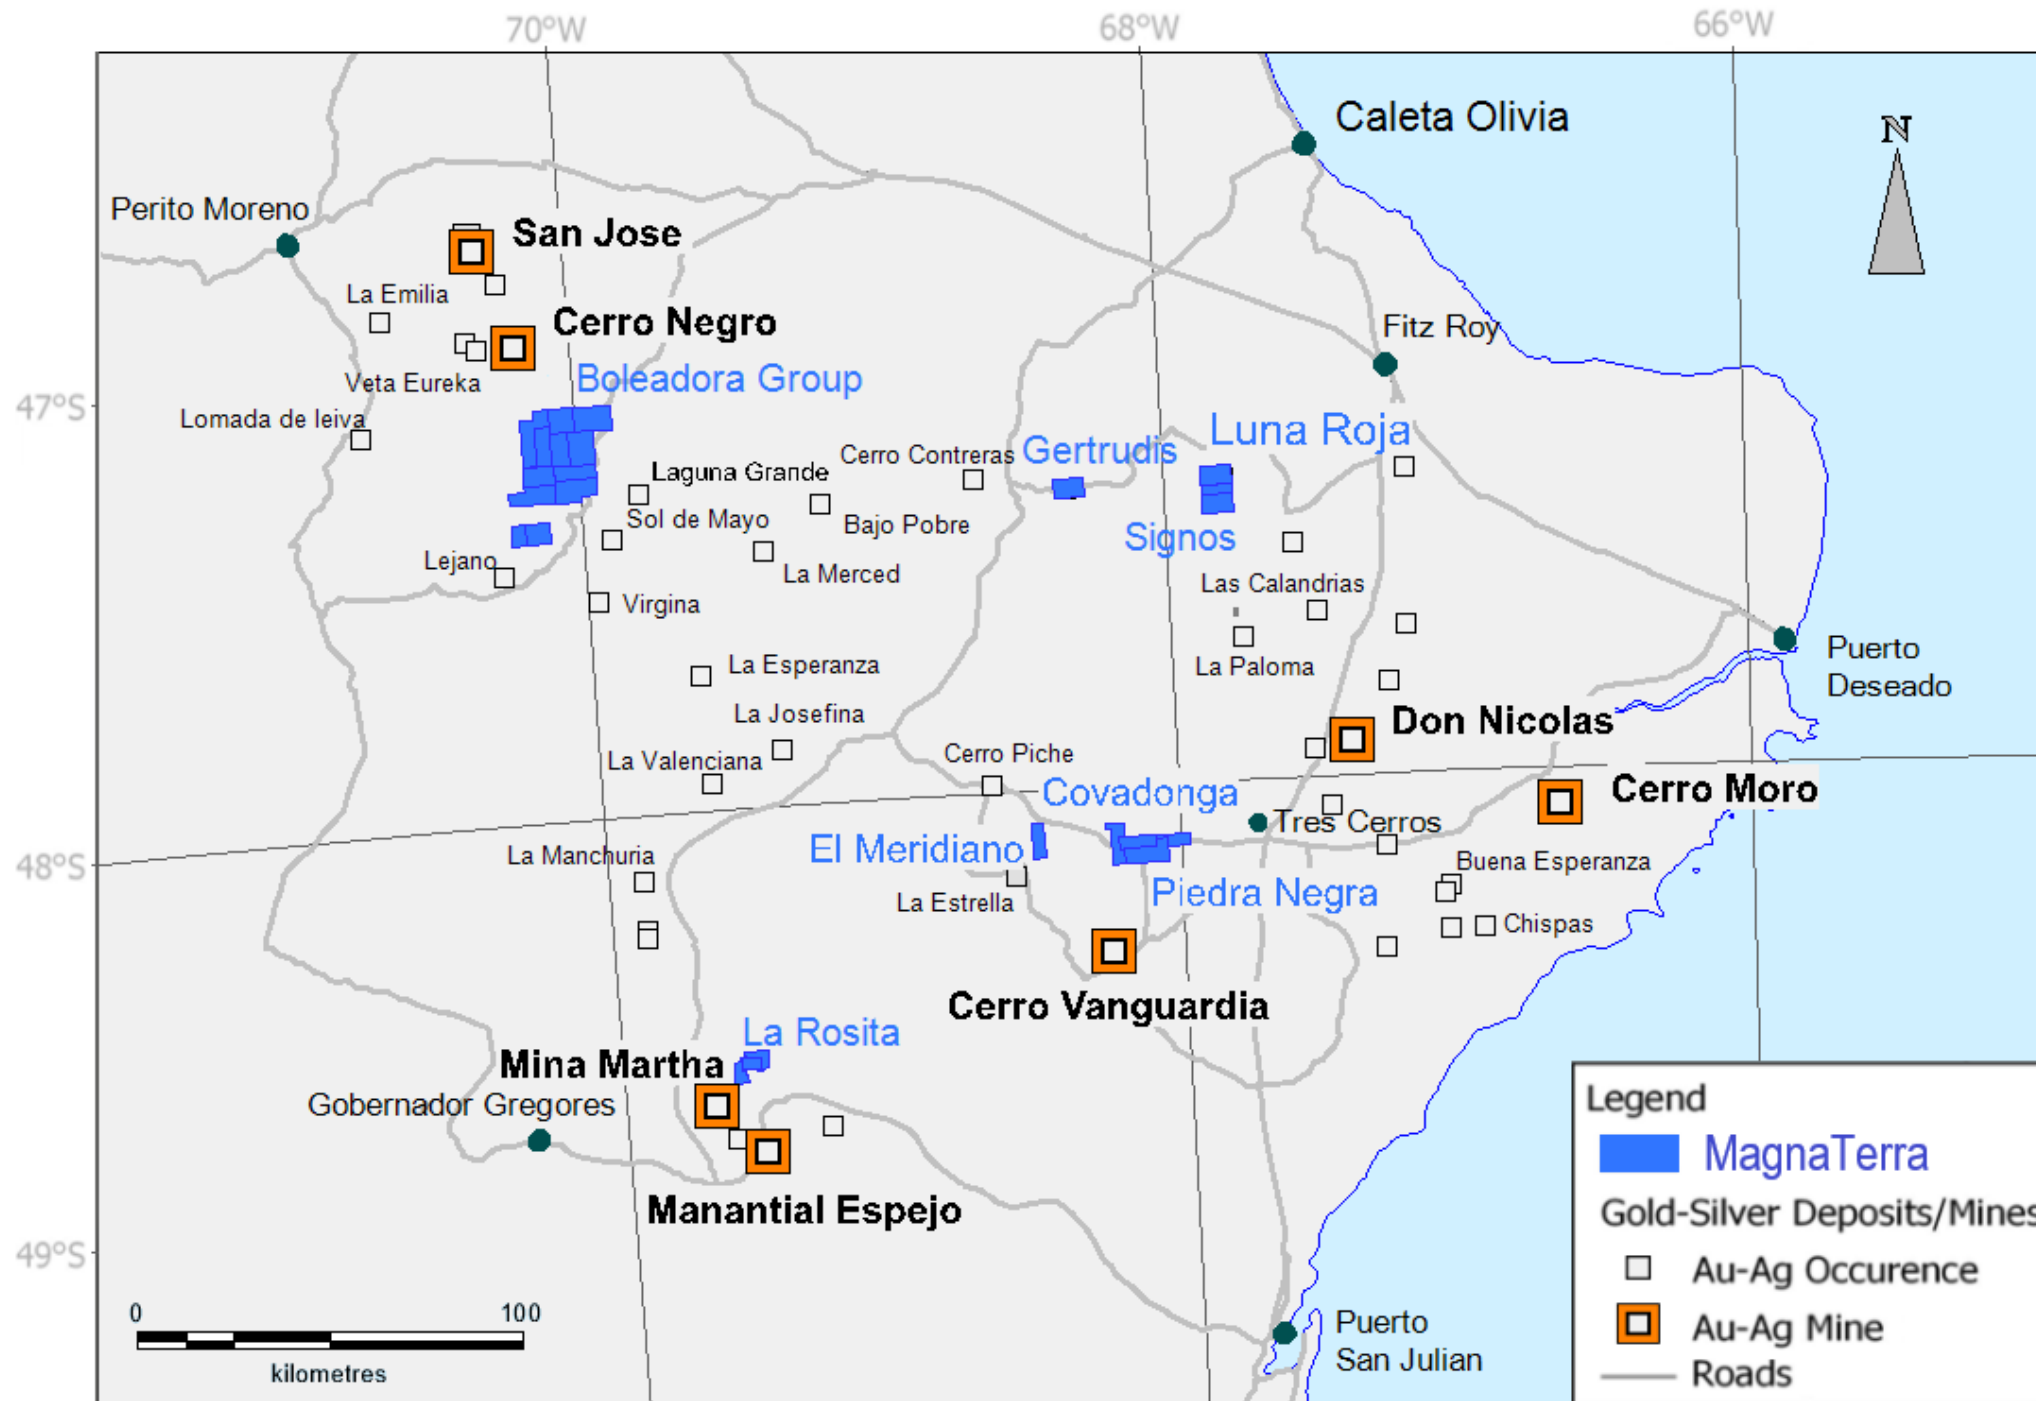 70°W
68°W
66°W
Caleta Olivia
N
Perito Moreno
San Jose
La Emilia
Cerro Negro
Fitz Roy
Veta Eureka
Boleadora Group
47°S
Lomada de leiva
Luna Roja
Gertrudis
Cerro Contreras
Laguna Grande
Sol de Mayo
Bajo Pobre
Signos
Lejano
La Merced
Las Calandrias
Virgina
La Esperanza
La Paloma
Puerto
Deseado
La Josefina
Don Nicolas
La Valenciana
Cerro Piche
Covadonga
Cerro Moro
Tres Cerros
El Meridiano
La Manchuria
48°S
Buena Esperanza
Piedra Negra
La Estrella
Chispas
Cerro Vanguardia
La Rosita
Mina Martha
Gobernador Gregores
Manantial Espejo
49°S
0 100
kilometres
Puerto
San Julian
Legend
MagnaTerra
Gold-Silver Deposits/Mines
Au-Ag Occurence
Au-Ag Mine
Roads